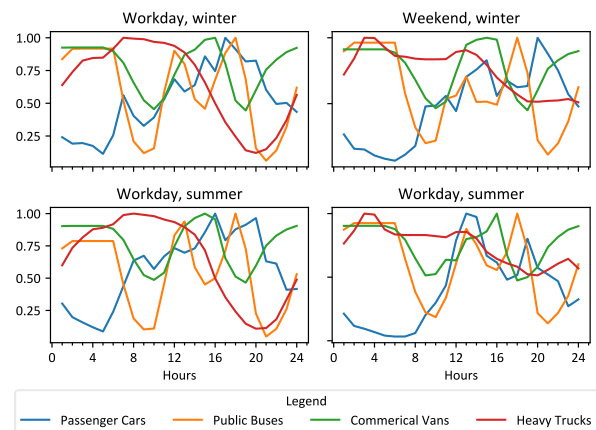 Workday, winter
Weekend, winter
1.00
0.75
0.50
0.25
Workday, summer
Workday, summer
1.00
0.75
0.50
0.25
0 4 8 12 16 20 24
0 4 8 12 16 20 24
Hours
Hours
Legend
Passenger Cars Public Buses Commerical Vans Heavy Trucks